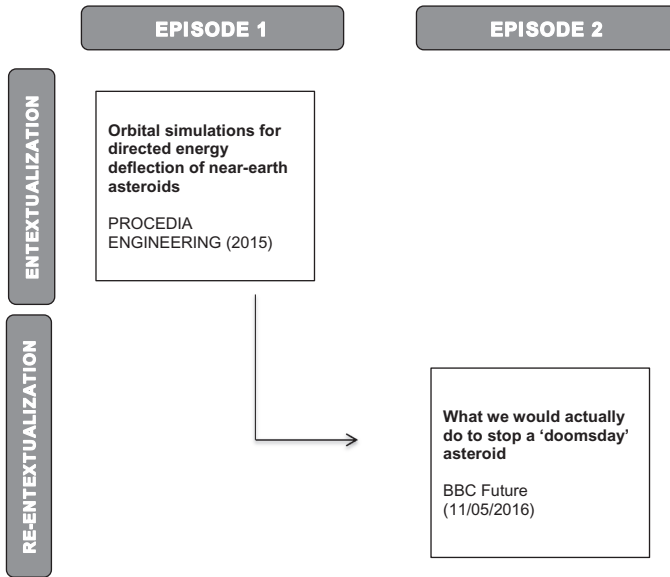 EPISODE 1
EPISODE 2
ENTEXTUALIZATION
Orbital simulations for
directed energy
deflection of near-earth
asteroids
PROCEDIA
ENGINEERING (2015)
RE-ENTEXTUALIZATION
What we would actually
do to stop a ‘doomsday’
asteroid
BBC Future
(11/05/2016)